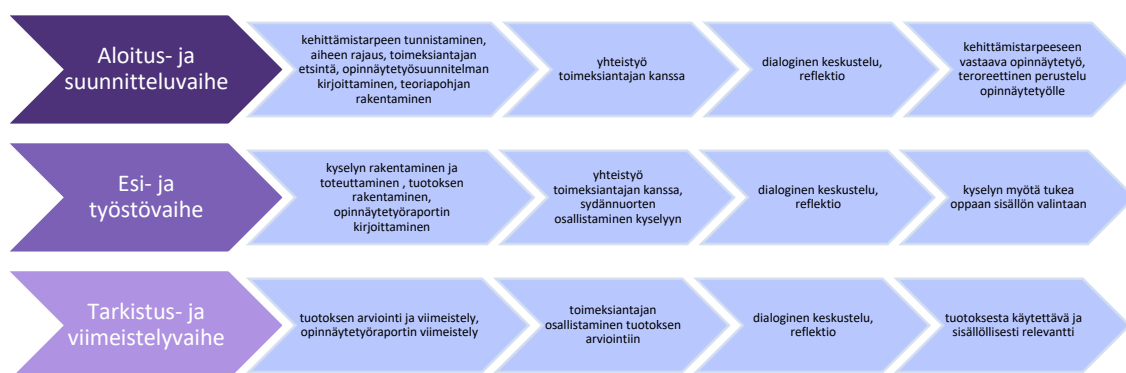 Aloitus- ja
suunnitteluvaihe
kehittämistarpeen tunnistaminen,
aiheen rajaus, toimeksiantajan
etsintä, opinnäytetyösuunnitelman
kirjoittaminen, teoriapohjan
rakentaminen
yhteistyö
toimeksiantajan kanssa
dialoginen keskustelu,
reflektio
kehittämistarpeeseen
vastaava opinnäytetyö,
teroreettinen perustelu
opinnäytetyölle
Esi- ja
työstövaihe
kyselyn rakentaminen ja
toteuttaminen , tuotoksen
rakentaminen,
opinnäytetyöraportin
kirjoittaminen
yhteistyö
toimeksiantajan kanssa,
sydännuorten
osallistaminen kyselyyn
dialoginen keskustelu,
reflektio
kyselyn myötä tukea
oppaan sisällön valintaan
Tarkistus- ja
viimeistelyvaihe
tuotoksen arviointi ja viimeistely,
opinnäytetyöraportin viimeistely
toimeksiantajan
osallistaminen tuotoksen
arviointiin
dialoginen keskustelu,
reflektio
tuotoksesta käytettävä ja
sisällöllisesti relevantti